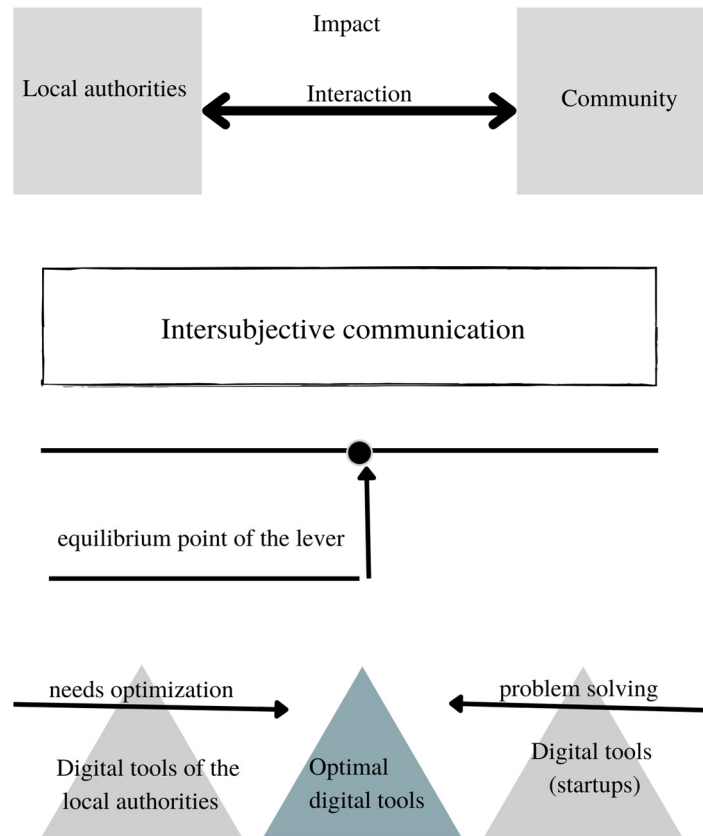 Impact
Local authorities
Interaction
Community
Intersubjective communication
equilibrium point of the lever
needs optimization
problem solving
Digital tools of the
local authorities
Optimal
digital tools
Digital tools
(startups)